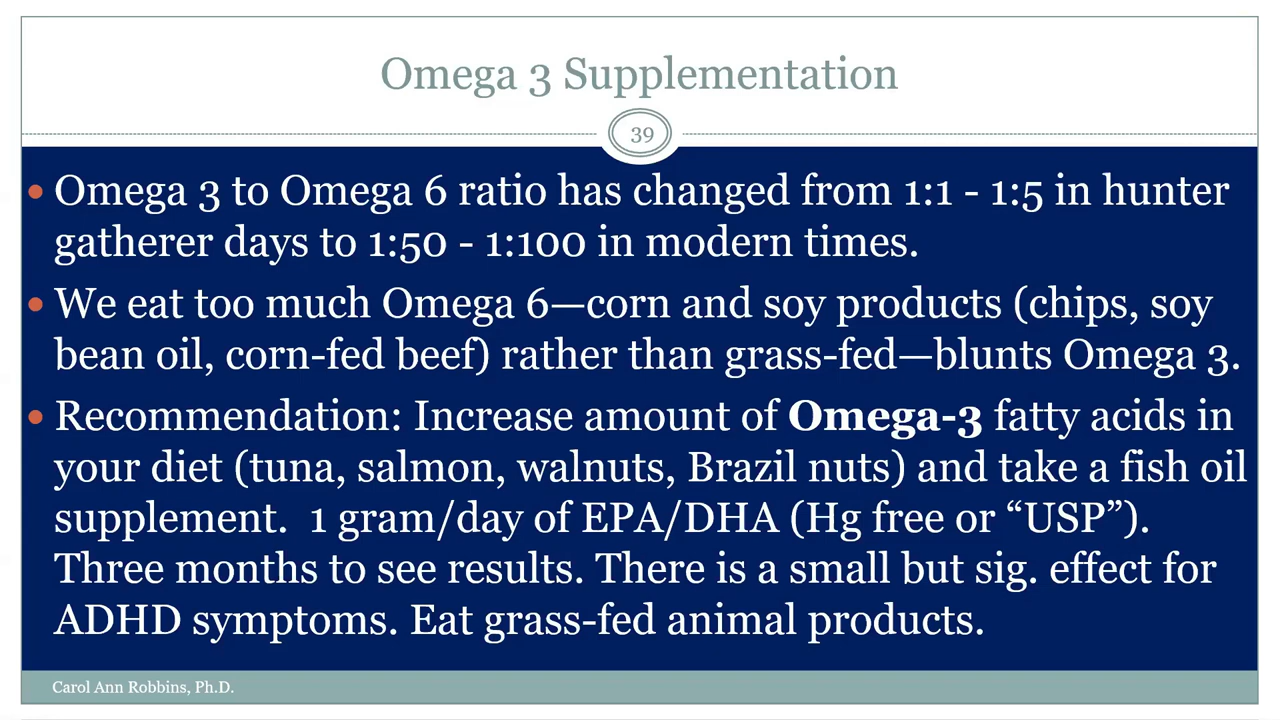 Omega 3 Supplementation
39
• Omega 3 to Omega 6 ratio has changed from 1:1 - 1:5 in hunter
gatherer days to 1:50 - 1:100 in modern times.
• We eat too much Omega 6—corn and soy products (chips, soy
bean oil, corn-fed beef) rather than grass-fed—blunts Omega 3.
• Recommendation: Increase amount of Omega-3 fatty acids in
your diet (tuna, salmon, walnuts, Brazil nuts) and take a fish oil
supplement.  1 gram/day of EPA/DHA (Hg free or “USP”).
Three months to see results. There is a small but sig. effect for
ADHD symptoms. Eat grass-fed animal products.
Carol Ann Robbins, Ph.D.